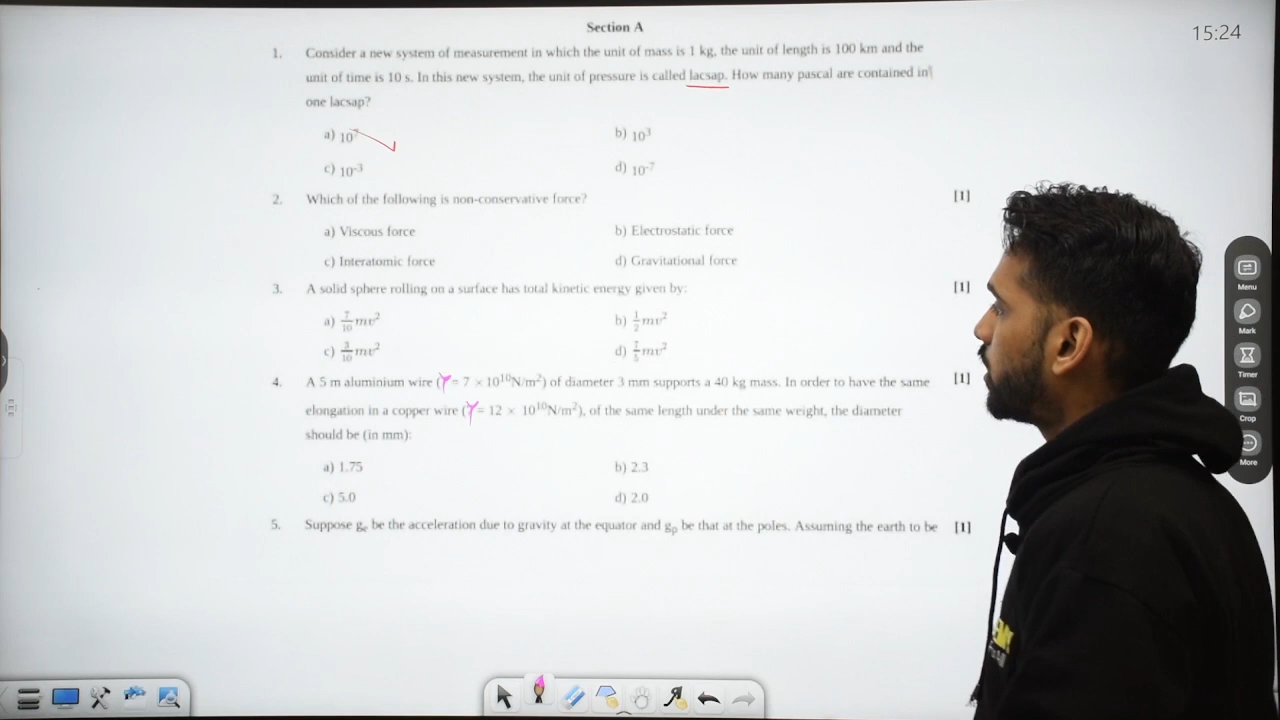 15:24
Section A
1. Consider a new system of measurement in which the unit of mass is 1 kg, the unit of length is 100 km and the
unit of time is 10 s. In this new system, the unit of pressure is called lacsap. How many pascal are contained in
one lacsap?
a) 10⁷ b) 10³
c) 10⁻³ d) 10⁻⁷
2. Which of the following is non-conservative force? [1]
a) Viscous force b) Electrostatic force
c) Interatomic force d) Gravitational force
3. A solid sphere rolling on a surface has total kinetic energy given by: [1]
a) 7/10 mv² b) 1/2 mv²
c) 3/10 mv² d) 7/5 mv²
4. A 5 m aluminium wire (Y = 7 × 10¹⁰N/m²) of diameter 3 mm supports a 40 kg mass. In order to have the same [1]
elongation in a copper wire (Y = 12 × 10¹⁰N/m²), of the same length under the same weight, the diameter
should be (in mm):
a) 1.75 b) 2.3
c) 5.0 d) 2.0
5. Suppose gₑ be the acceleration due to gravity at the equator and gₚ be that at the poles. Assuming the earth to be [1]
Menu
Mark
Timer
Crop
More